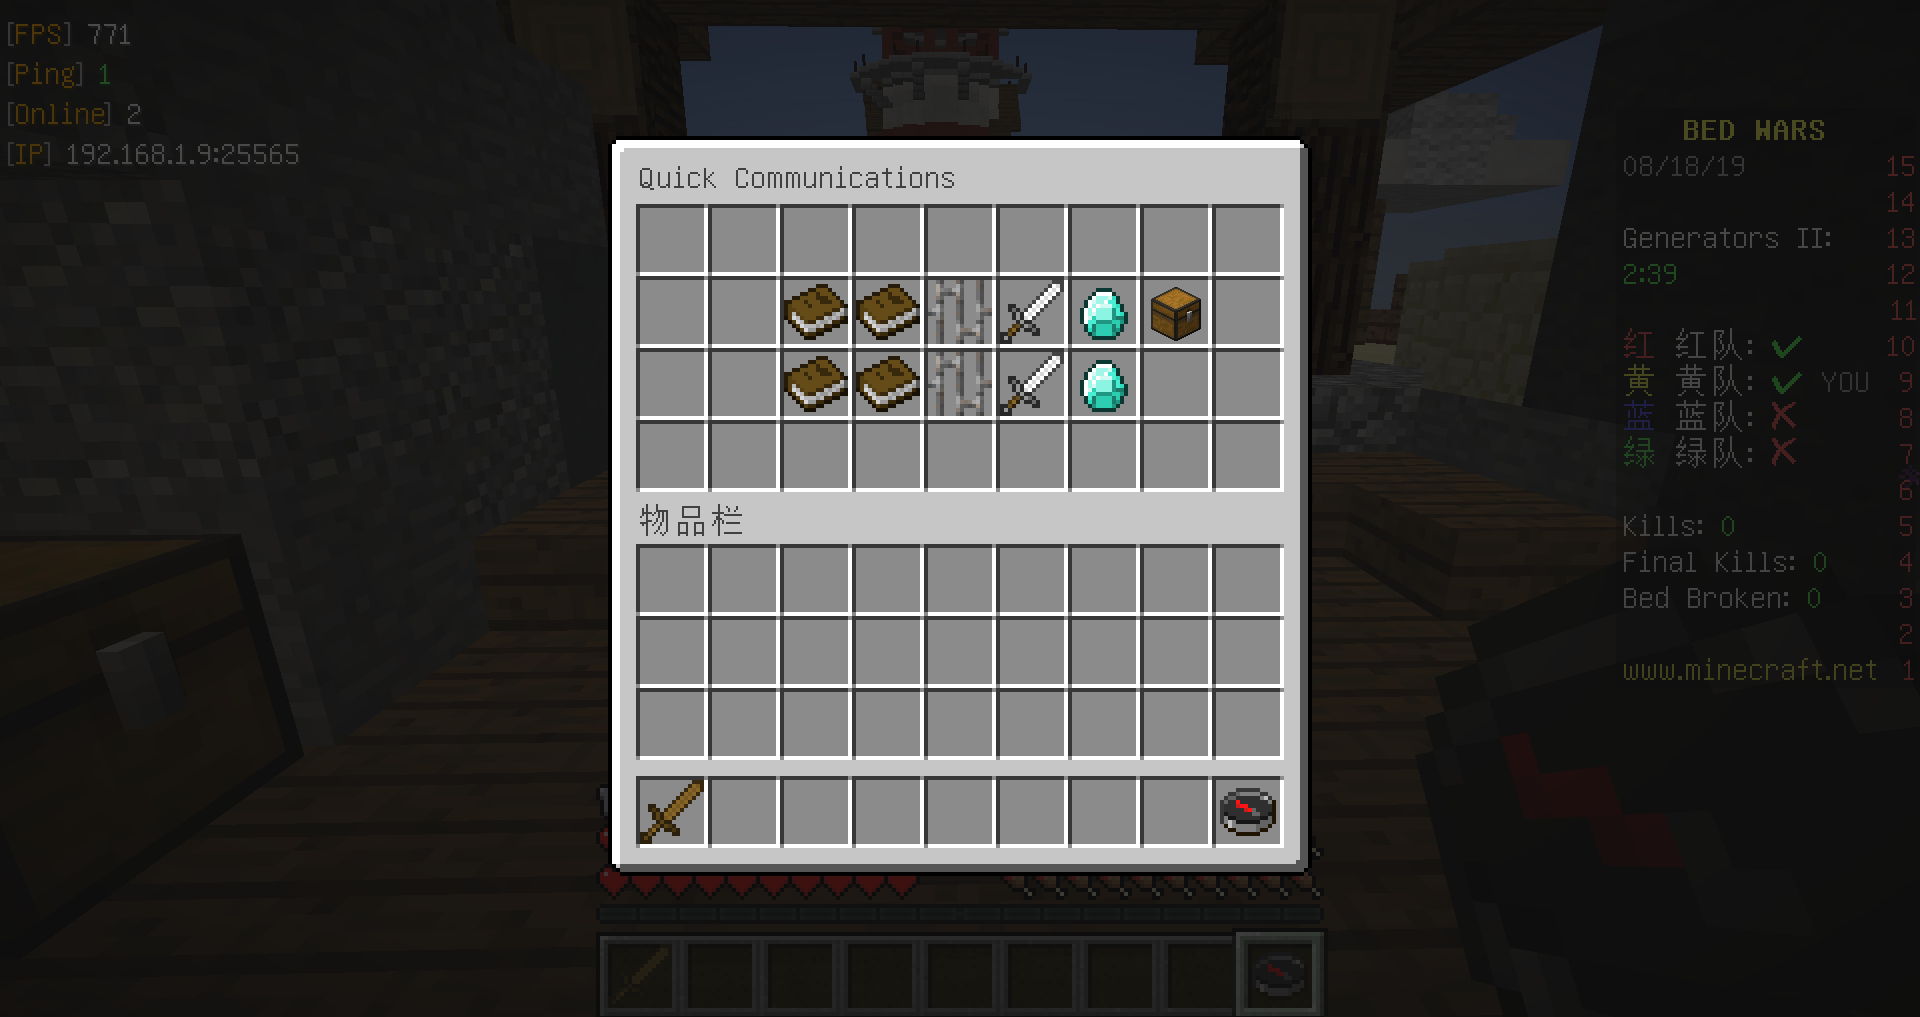 [FPS] 771
[Ping] 1
[Online] 2
[IP] 192.168.1.9:25565
Quick Communications
物品栏
BED WARS
08/18/19 15
14
Generators II: 13
2:39 12
11
红 红队: ✓ 10
黄 黄队: ✓ YOU 9
蓝 蓝队: ✗ 8
绿 绿队: ✗ 7
6
Kills: 0 5
Final Kills: 0 4
Bed Broken: 0 3
2
www.minecraft.net 1